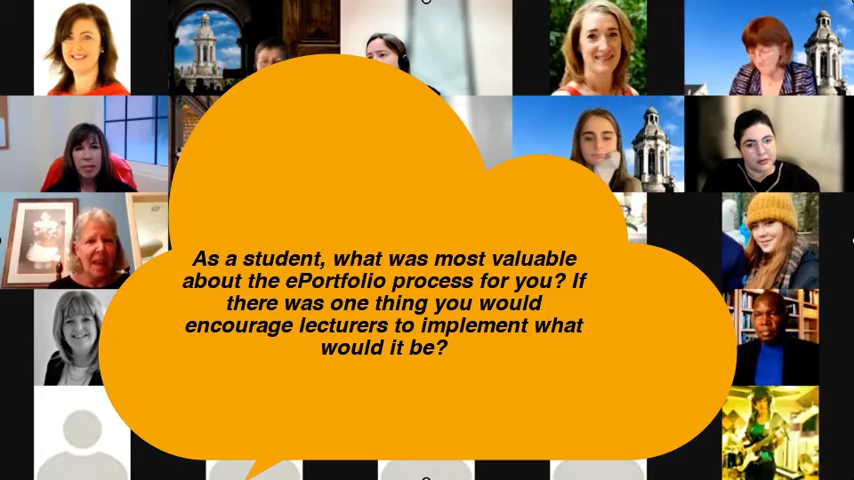 As a student, what was most valuable
about the ePortfolio process for you? If
there was one thing you would
encourage lecturers to implement what
would it be?